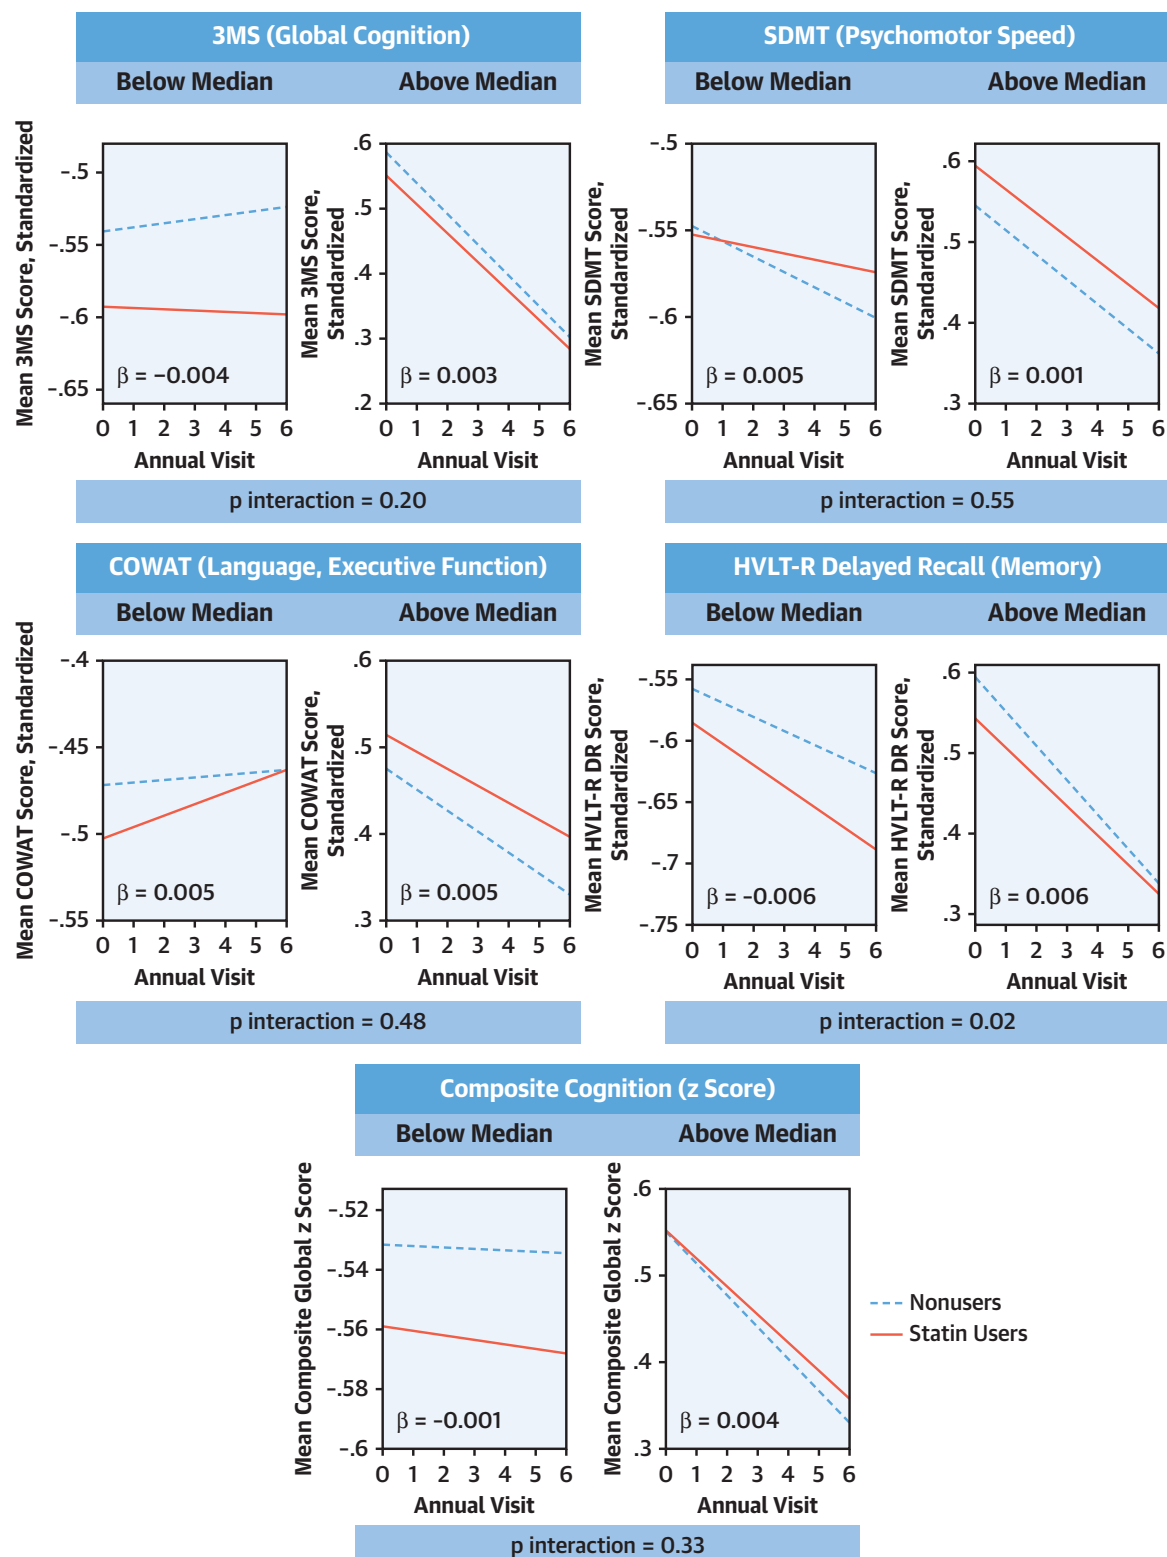 3MS (Global Cognition)
Below Median Above Median
Mean 3MS Score, Standardized
-.5
-.55
-.6
-.65
β = −0.004
0 1 2 3 4 5 6
Annual Visit
Mean 3MS Score,
Standardized
.6
.5
.4
.3
.2
β = 0.003
0 1 2 3 4 5 6
Annual Visit
p interaction = 0.20
SDMT (Psychomotor Speed)
Below Median Above Median
Mean SDMT Score,
Standardized
-.5
-.55
-.6
-.65
β = 0.005
0 1 2 3 4 5 6
Annual Visit
Mean SDMT Score,
Standardized
.6
.5
.4
.3
β = 0.001
0 1 2 3 4 5 6
Annual Visit
p interaction = 0.55
COWAT (Language, Executive Function)
Below Median Above Median
Mean COWAT Score, Standardized
-.4
-.45
-.5
-.55
β = 0.005
0 1 2 3 4 5 6
Annual Visit
Mean COWAT Score,
Standardized
.6
.5
.4
.3
β = 0.005
0 1 2 3 4 5 6
Annual Visit
p interaction = 0.48
HVLT-R Delayed Recall (Memory)
Below Median Above Median
Mean HVLT-R DR Score,
Standardized
-.55
-.6
-.65
-.7
-.75
β = -0.006
0 1 2 3 4 5 6
Annual Visit
Mean HVLT-R DR Score,
Standardized
.6
.5
.4
.3
β = 0.006
0 1 2 3 4 5 6
Annual Visit
p interaction = 0.02
Composite Cognition (z Score)
Below Median Above Median
Mean Composite Global z Score
-.52
-.54
-.56
-.58
-.6
β = -0.001
0 1 2 3 4 5 6
Annual Visit
Mean Composite Global z Score
.6
.5
.4
.3
β = 0.004
0 1 2 3 4 5 6
Annual Visit
Nonusers
Statin Users
p interaction = 0.33